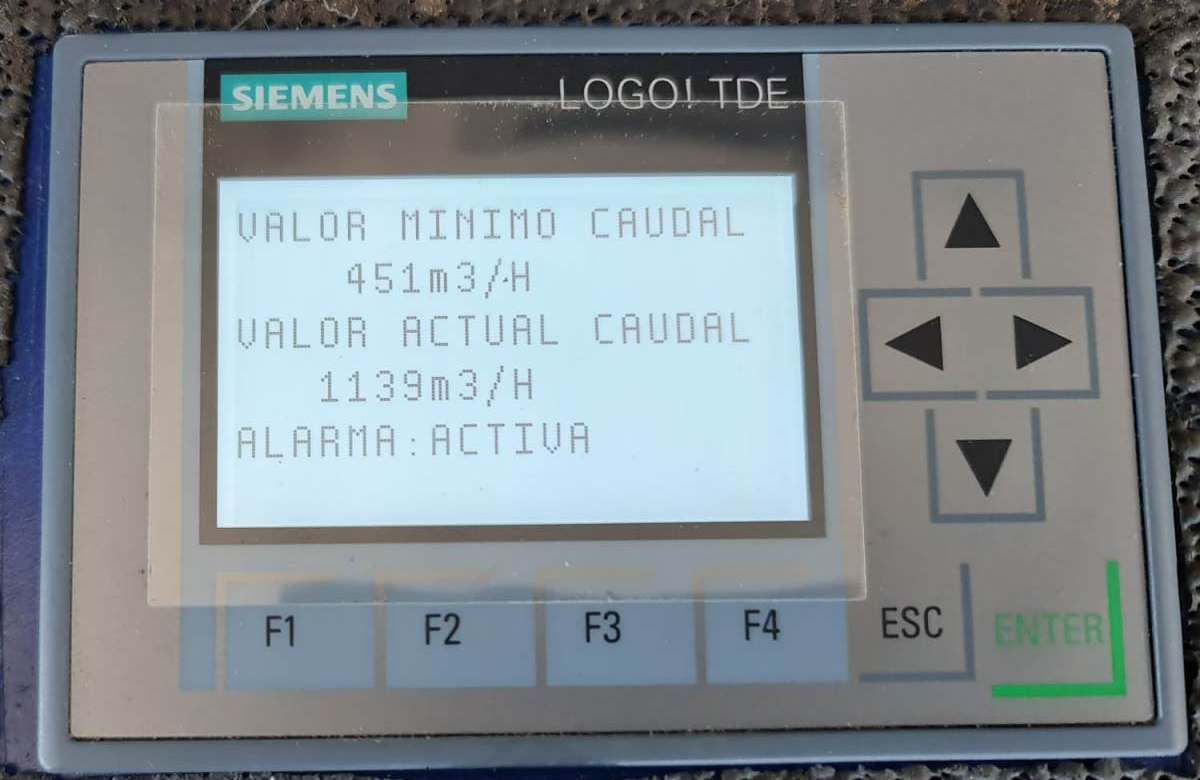 SIEMENS LOGO! TDE
VALOR MINIMO CAUDAL
451m3/H
VALOR ACTUAL CAUDAL
1139m3/H
ALARMA:ACTIVA
F1 F2 F3 F4 ESC ENTER